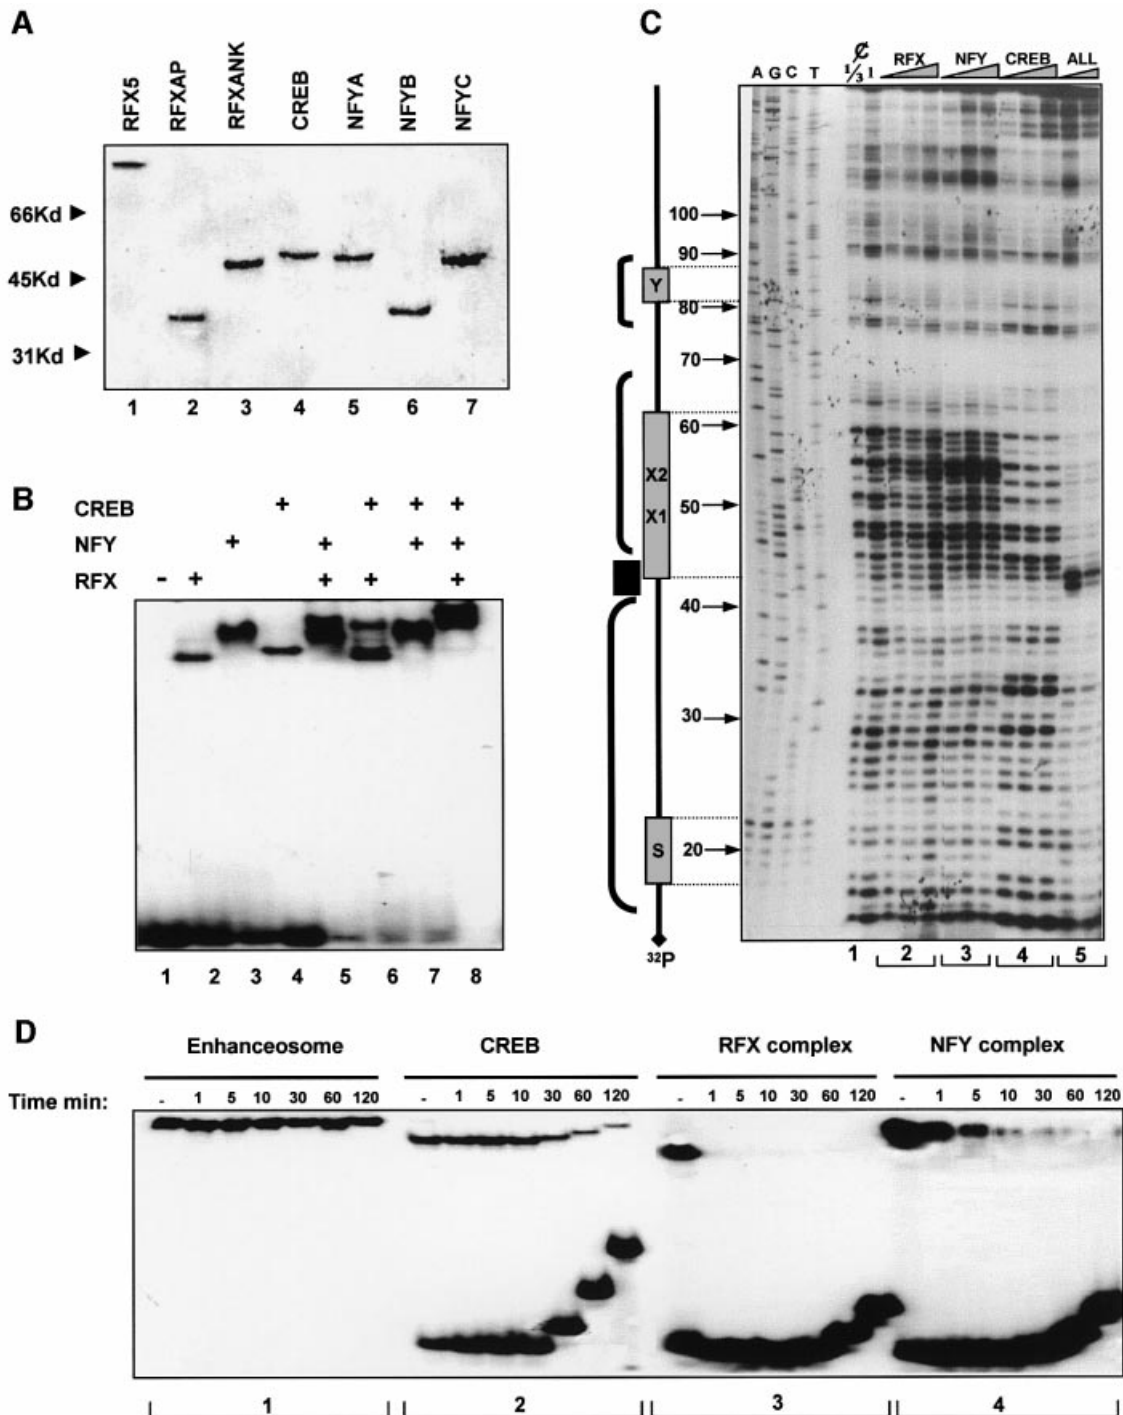 A
RFX5 RFXAP RFXANK CREB NFYA NFYB NFYC
66Kd
45Kd
31Kd
1 2 3 4 5 6 7
B
CREB + + + +
NFY + + + +
RFX - + + + +
1 2 3 4 5 6 7 8
C
A G C T ₵ 1/3 1 RFX NFY CREB ALL
100
90
Y
80
70
60
X2
X1
50
40
30
S
20
³²P
1 2 3 4 5
D
Enhanceosome CREB RFX complex NFY complex
Time min: - 1 5 10 30 60 120 - 1 5 10 30 60 120 - 1 5 10 30 60 120 - 1 5 10 30 60 120
1 2 3 4